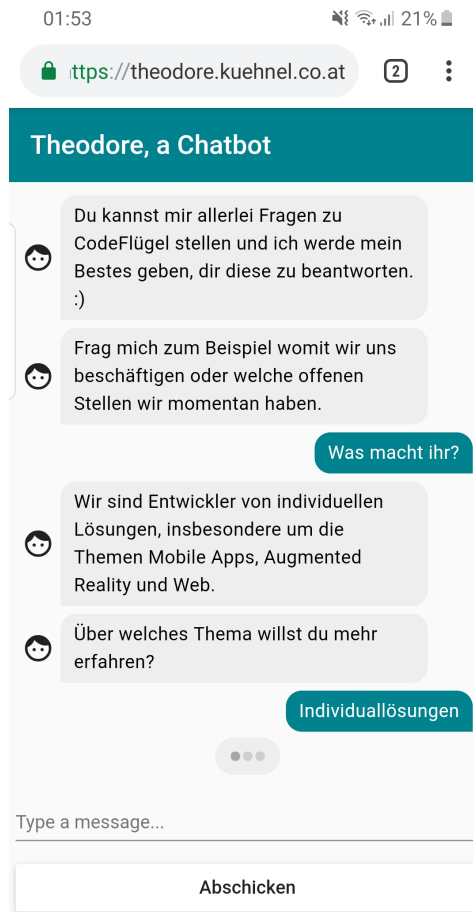 01:53
21%
ttps://theodore.kuehnel.co.at
2
Theodore, a Chatbot
Du kannst mir allerlei Fragen zu
CodeFlügel stellen und ich werde mein
Bestes geben, dir diese zu beantworten.
:)
Frag mich zum Beispiel womit wir uns
beschäftigen oder welche offenen
Stellen wir momentan haben.
Was macht ihr?
Wir sind Entwickler von individuellen
Lösungen, insbesondere um die
Themen Mobile Apps, Augmented
Reality und Web.
Über welches Thema willst du mehr
erfahren?
Individuallösungen
Type a message...
Abschicken